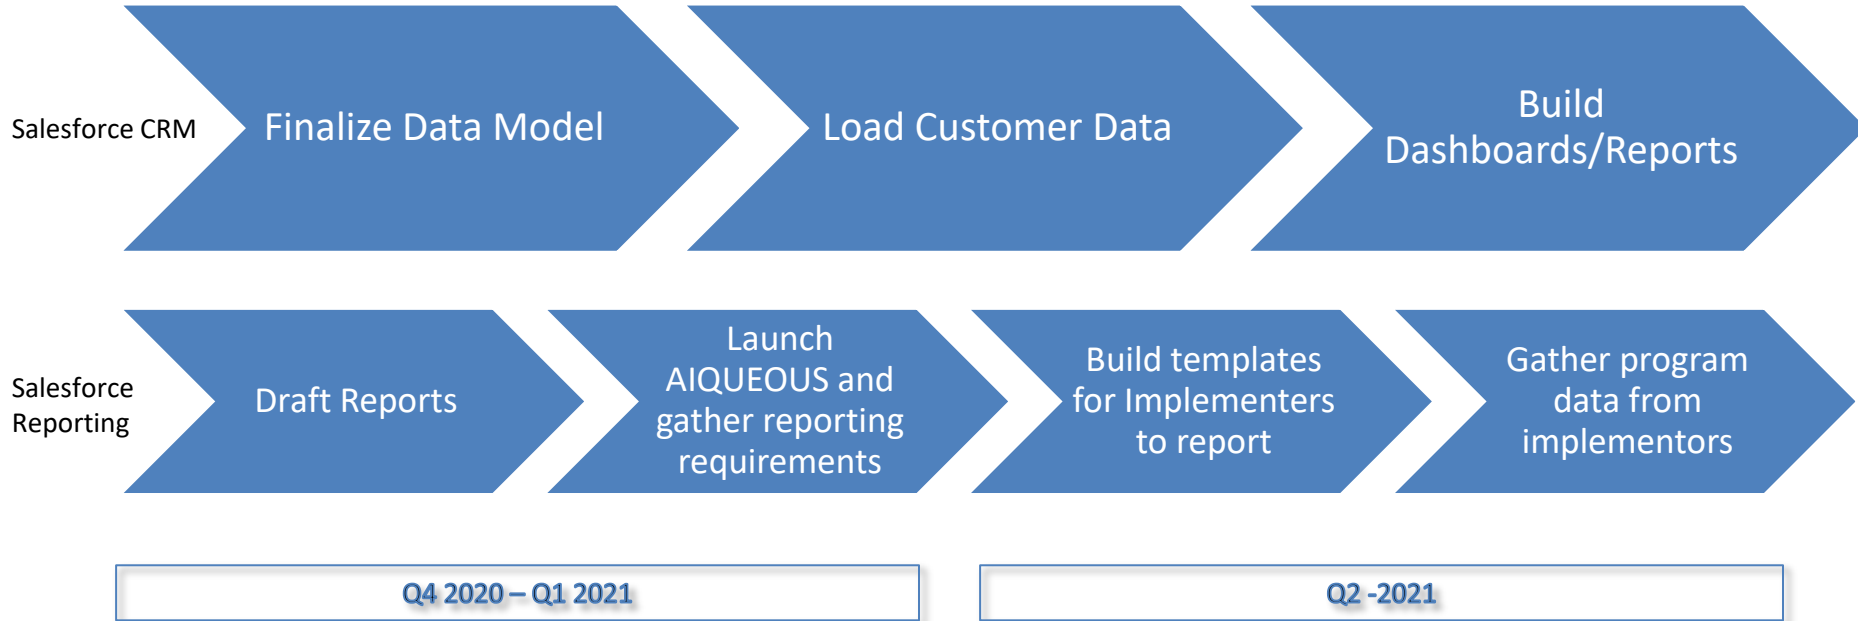 Salesforce CRM
Finalize Data Model
Load Customer Data
Build
Dashboards/Reports
Salesforce
Reporting
Draft Reports
Launch
AIQUEOUS and
gather reporting
requirements
Build templates
for Implementers
to report
Gather program
data from
implementors
Q4 2020 – Q1 2021
Q2 -2021